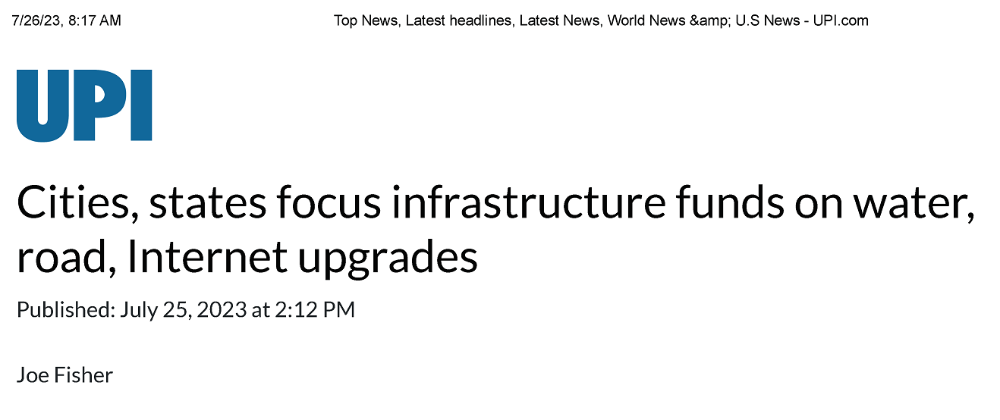 7/26/23, 8:17 AM Top News, Latest headlines, Latest News, World News &amp; U.S News - UPI.com
UPI
Cities, states focus infrastructure funds on water,
road, Internet upgrades
Published: July 25, 2023 at 2:12 PM
Joe Fisher